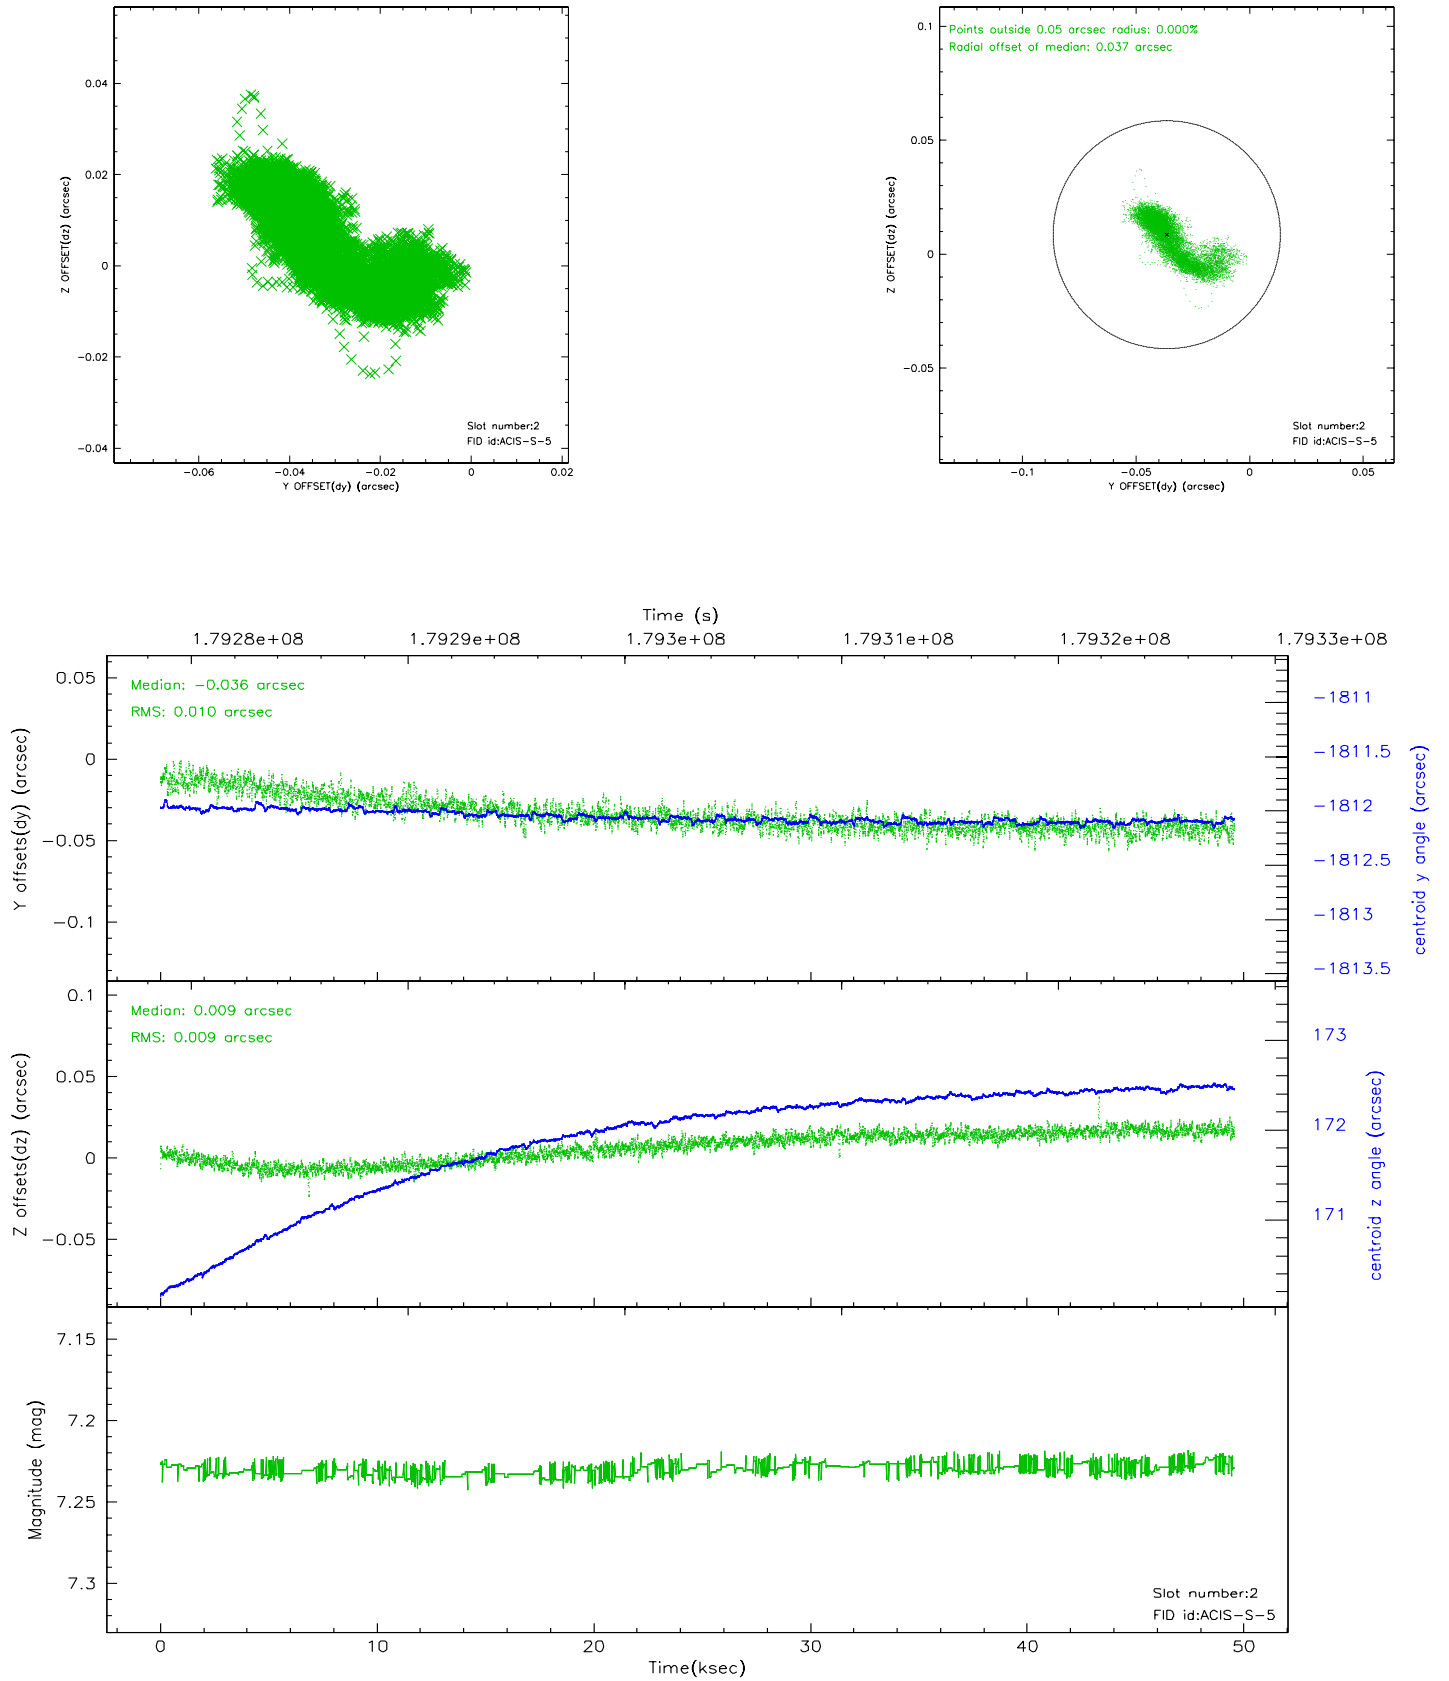 0.04
0.02
0
−0.02
−0.04
Z OFFSET(dz) (arcsec)
Slot number:2
FID id:ACIS−S−5
−0.06
−0.04
−0.02
0
0.02
Y OFFSET(dy) (arcsec)
Points outside 0.05 arcsec radius: 0.000%
Radial offset of median: 0.037 arcsec
0.1
0.05
0
−0.05
Z OFFSET(dz) (arcsec)
Slot number:2
FID id:ACIS−S−5
−0.1
−0.05
0
0.05
Y OFFSET(dy) (arcsec)
Time (s)
1.7928e+08
1.7929e+08
1.793e+08
1.7931e+08
1.7932e+08
1.7933e+08
Median: −0.036 arcsec
RMS: 0.010 arcsec
0.05
0
−0.05
−0.1
Y offsets(dy) (arcsec)
−1811
−1811.5
−1812
−1812.5
−1813
−1813.5
centroid y angle (arcsec)
Median: 0.009 arcsec
RMS: 0.009 arcsec
0.1
0.05
0
−0.05
Z offsets(dz) (arcsec)
173
172
171
centroid z angle (arcsec)
7.15
7.2
7.25
7.3
Magnitude (mag)
Slot number:2
FID id:ACIS−S−5
0
10
20
30
40
50
Time(ksec)